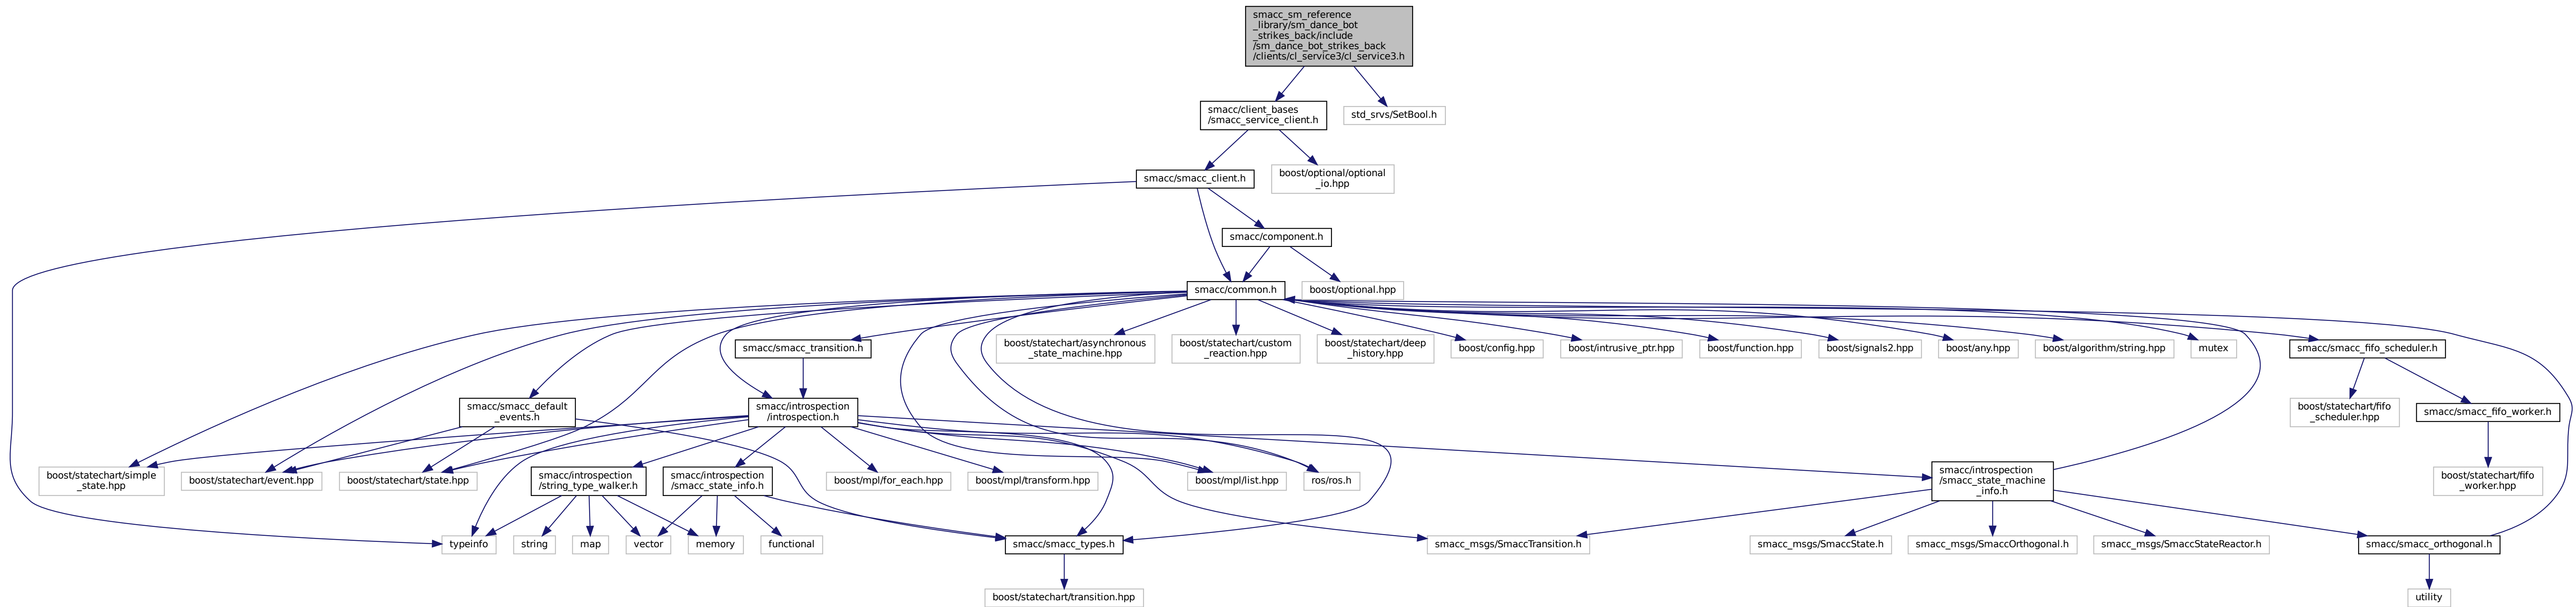 smacc_sm_reference
_library/sm_dance_bot
_strikes_back/include
/sm_dance_bot_strikes_back
/clients/cl_service3/cl_service3.h
smacc/client_bases
/smacc_service_client.h
std_srvs/SetBool.h
smacc/smacc_client.h
boost/optional/optional
_io.hpp
smacc/component.h
smacc/common.h
boost/optional.hpp
smacc/smacc_transition.h
boost/statechart/asynchronous
_state_machine.hpp
boost/statechart/custom
_reaction.hpp
boost/statechart/deep
_history.hpp
boost/config.hpp
boost/intrusive_ptr.hpp
boost/function.hpp
boost/signals2.hpp
boost/any.hpp
boost/algorithm/string.hpp
mutex
smacc/smacc_fifo_scheduler.h
smacc/smacc_default
_events.h
smacc/introspection
/introspection.h
boost/statechart/fifo
_scheduler.hpp
smacc/smacc_fifo_worker.h
boost/statechart/simple
_state.hpp
boost/statechart/event.hpp
boost/statechart/state.hpp
smacc/introspection
/string_type_walker.h
smacc/introspection
/smacc_state_info.h
boost/mpl/for_each.hpp
boost/mpl/transform.hpp
boost/mpl/list.hpp
ros/ros.h
smacc/introspection
/smacc_state_machine
_info.h
boost/statechart/fifo
_worker.hpp
typeinfo
string
map
vector
memory
functional
smacc/smacc_types.h
smacc_msgs/SmaccTransition.h
smacc_msgs/SmaccState.h
smacc_msgs/SmaccOrthogonal.h
smacc_msgs/SmaccStateReactor.h
smacc/smacc_orthogonal.h
boost/statechart/transition.hpp
utility